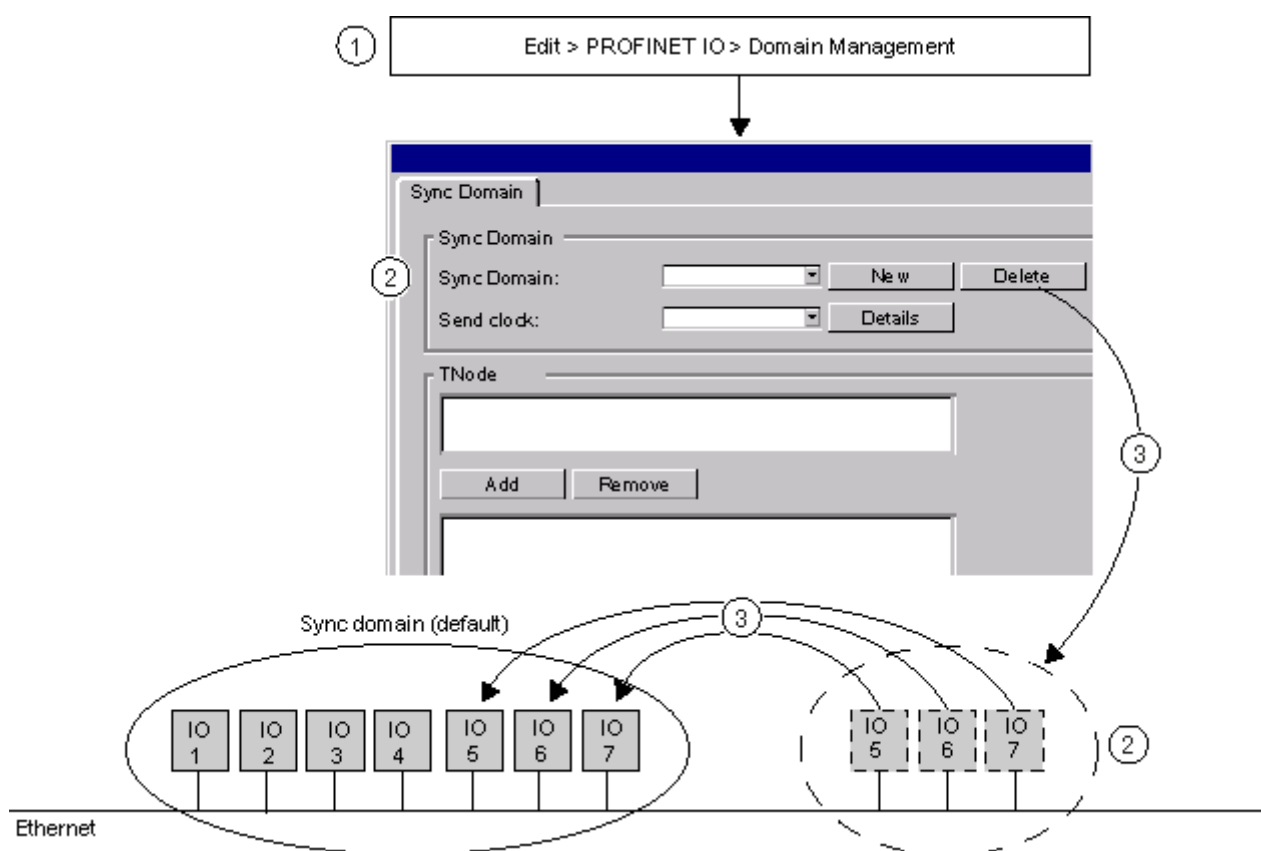 1
Edit > PROFINET IO > Domain Management
Sync Domain
Sync Domain
2
Sync Domain:
New
Delete
Send clock:
Details
TNode
3
Add
Remove
Sync domain (default)
3
IO 1
IO 2
IO 3
IO 4
IO 5
IO 6
IO 7
IO 5
IO 6
IO 7
2
Ethernet